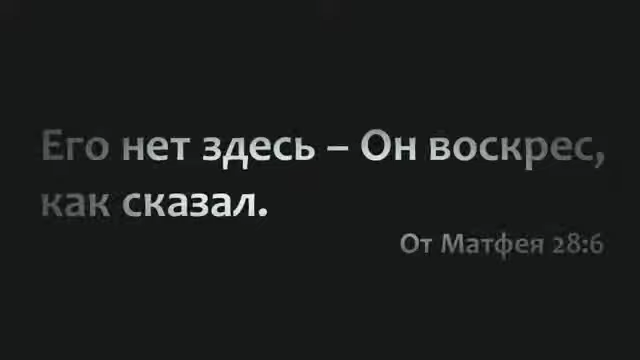 Его нет здесь – Он воскрес,
как сказал.
От Матфея 28:6